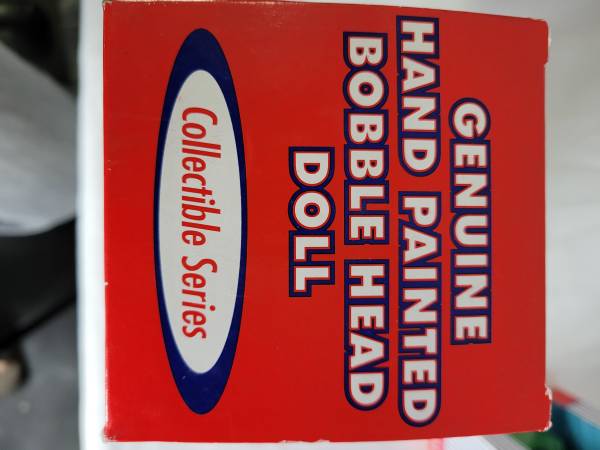 GENUINE
HAND PAINTED
BOBBLE HEAD
DOLL
Collectible Series